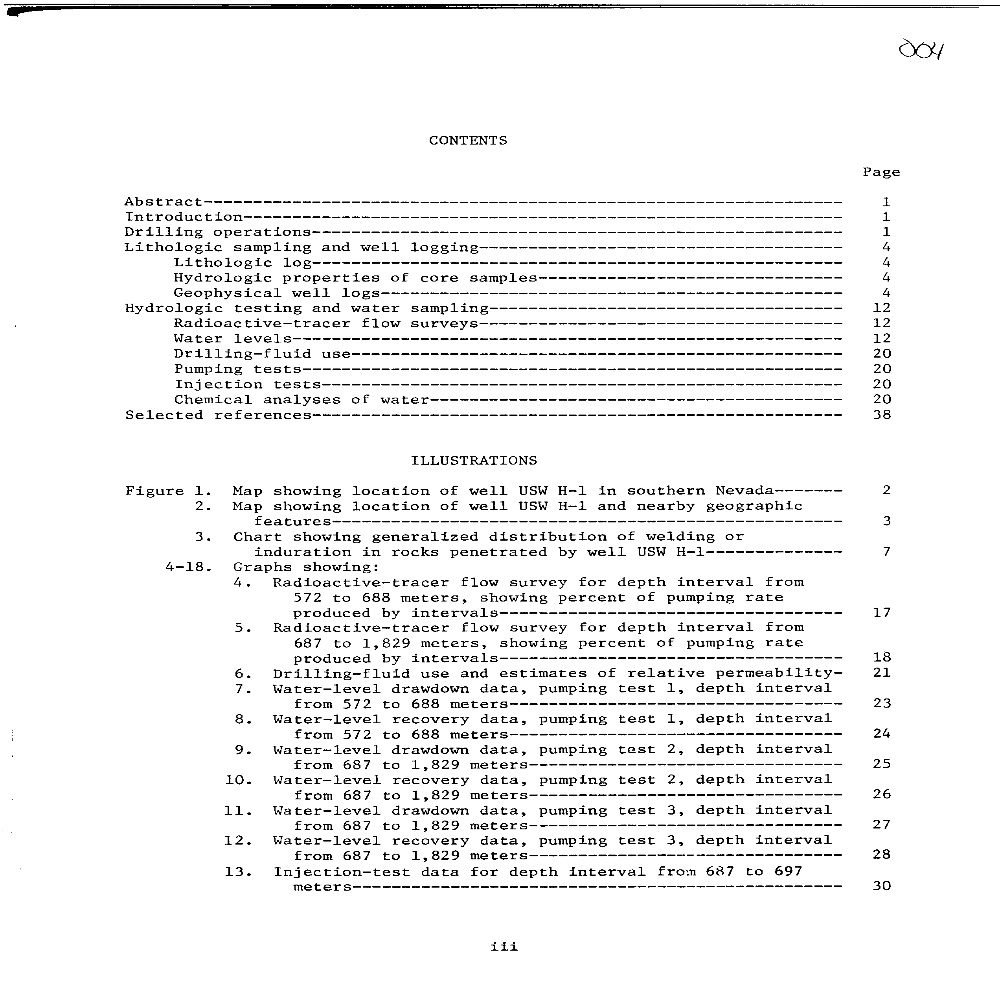 004
CONTENTS
Page
Abstract----------------------------------------------------------------- 1
Introduction------------------------------------------------------------- 1
Drilling operations------------------------------------------------------ 1
Lithologic sampling and well logging------------------------------------- 4
Lithologic log------------------------------------------------------ 4
Hydrologic properties of core samples------------------------------- 4
Geophysical well logs----------------------------------------------- 4
Hydrologic testing and water sampling------------------------------------ 12
Radioactive-tracer flow surveys------------------------------------- 12
Water levels-------------------------------------------------------- 12
Drilling-fluid use-------------------------------------------------- 20
Pumping tests------------------------------------------------------- 20
Injection tests----------------------------------------------------- 20
Chemical analyses of water------------------------------------------ 20
Selected references------------------------------------------------------ 38
ILLUSTRATIONS
Figure 1. Map showing location of well USW H-1 in southern Nevada------- 2
2. Map showing location of well USW H-1 and nearby geographic
features---------------------------------------------------- 3
3. Chart showing generalized distribution of welding or
induration in rocks penetrated by well USW H-1-------------- 7
4-18. Graphs showing:
4. Radioactive-tracer flow survey for depth interval from
572 to 688 meters, showing percent of pumping rate
produced by intervals----------------------------------- 17
5. Radioactive-tracer flow survey for depth interval from
687 to 1,829 meters, showing percent of pumping rate
produced by intervals----------------------------------- 18
6. Drilling-fluid use and estimates of relative permeability- 21
7. Water-level drawdown data, pumping test 1, depth interval
from 572 to 688 meters---------------------------------- 23
8. Water-level recovery data, pumping test 1, depth interval
from 572 to 688 meters---------------------------------- 24
9. Water-level drawdown data, pumping test 2, depth interval
from 687 to 1,829 meters-------------------------------- 25
10. Water-level recovery data, pumping test 2, depth interval
from 687 to 1,829 meters-------------------------------- 26
11. Water-level drawdown data, pumping test 3, depth interval
from 687 to 1,829 meters-------------------------------- 27
12. Water-level recovery data, pumping test 3, depth interval
from 687 to 1,829 meters-------------------------------- 28
13. Injection-test data for depth interval from 687 to 697
meters-------------------------------------------------- 30
iii